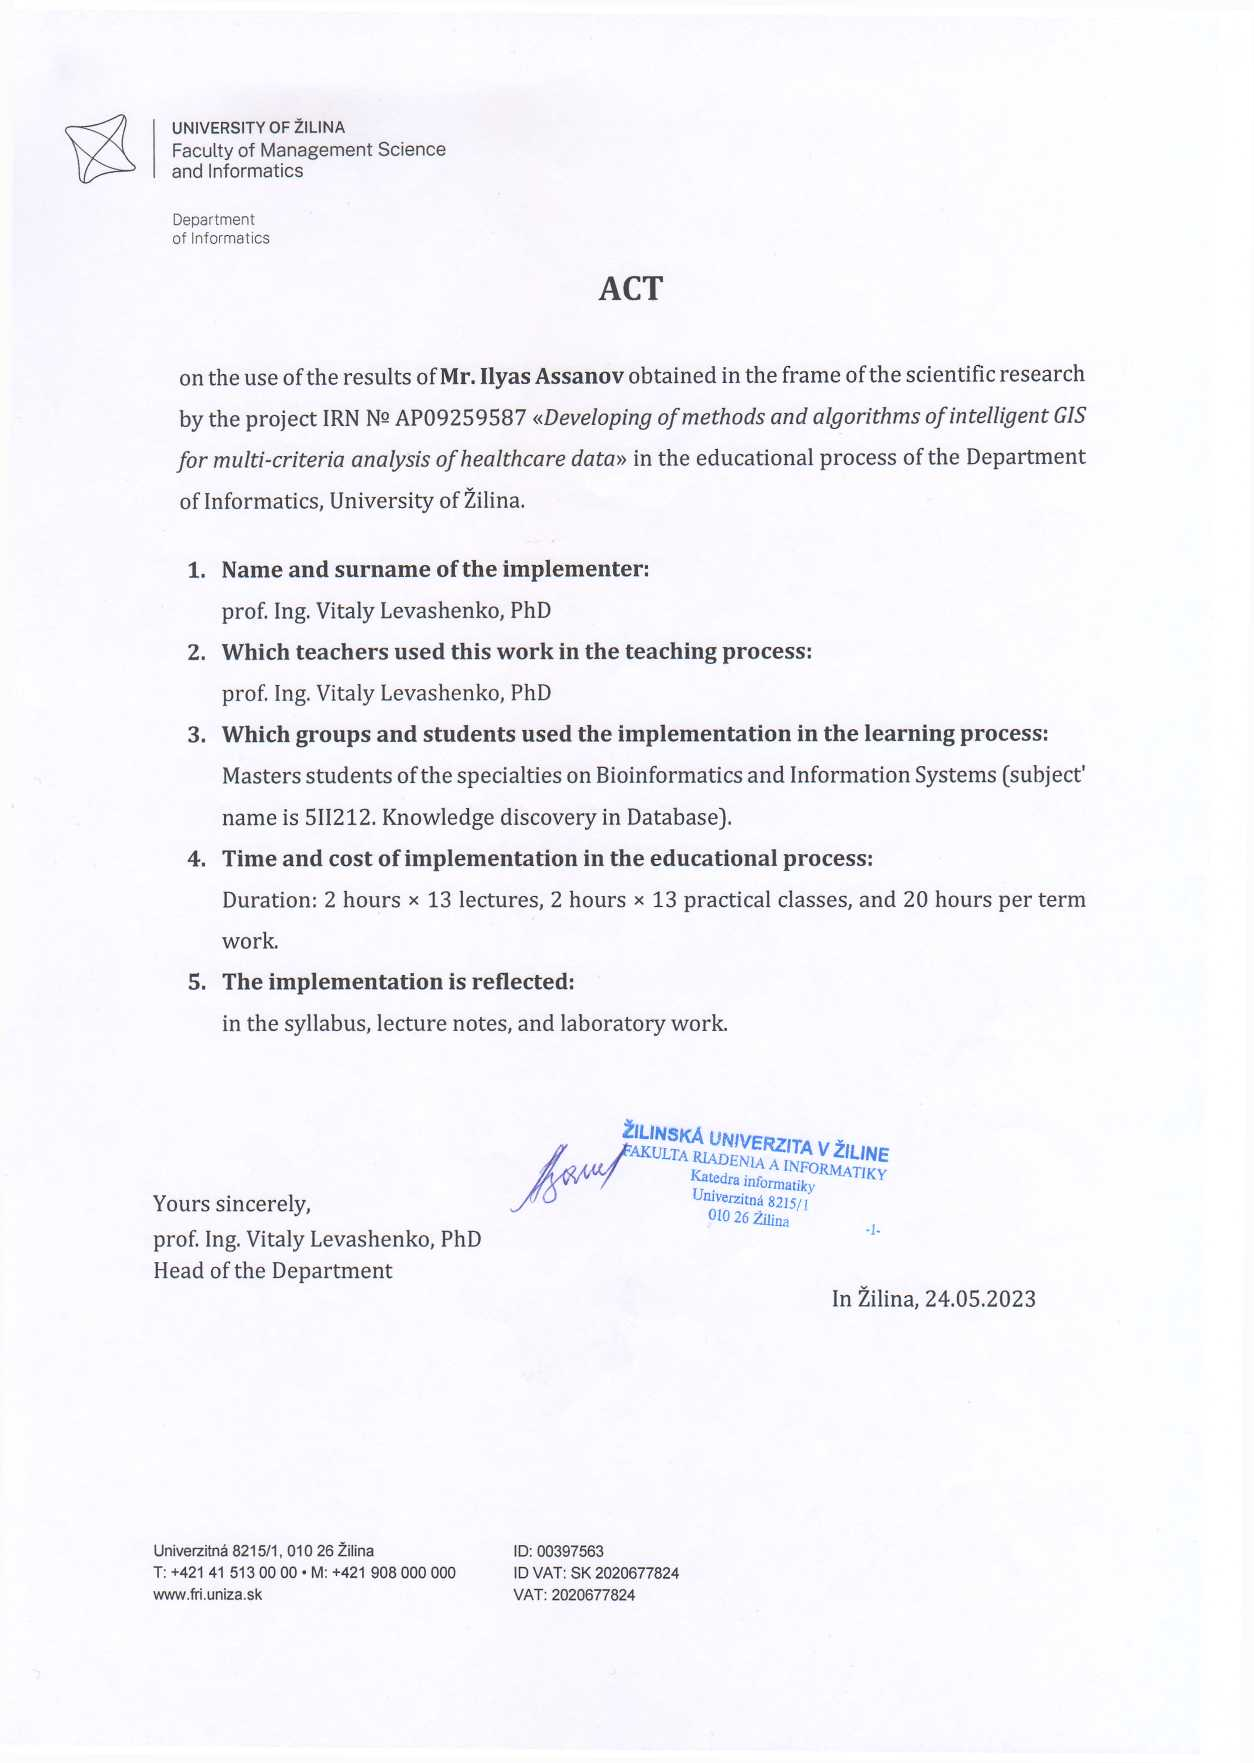 UNIVERSITY OF ŽILINA
Faculty of Management Science
and Informatics
Department
of Informatics
ACT
on the use of the results of Mr. Ilyas Assanov obtained in the frame of the scientific research
by the project IRN № AP09259587 «Developing of methods and algorithms of intelligent GIS
for multi-criteria analysis of healthcare data» in the educational process of the Department
of Informatics, University of Žilina.
1. Name and surname of the implementer:
prof. Ing. Vitaly Levashenko, PhD
2. Which teachers used this work in the teaching process:
prof. Ing. Vitaly Levashenko, PhD
3. Which groups and students used the implementation in the learning process:
Masters students of the specialties on Bioinformatics and Information Systems (subject'
name is 5II212. Knowledge discovery in Database).
4. Time and cost of implementation in the educational process:
Duration: 2 hours × 13 lectures, 2 hours × 13 practical classes, and 20 hours per term
work.
5. The implementation is reflected:
in the syllabus, lecture notes, and laboratory work.
ŽILINSKÁ UNIVERZITA V ŽILINE
FAKULTA RIADENIA A INFORMATIKY
Katedra informatiky
Univerzitná 8215/1
010 26 Žilina
-1-
Yours sincerely,
prof. Ing. Vitaly Levashenko, PhD
Head of the Department
In Žilina, 24.05.2023
Univerzitná 8215/1, 010 26 Žilina
T: +421 41 513 00 00 • M: +421 908 000 000
www.fri.uniza.sk
ID: 00397563
ID VAT: SK 2020677824
VAT: 2020677824